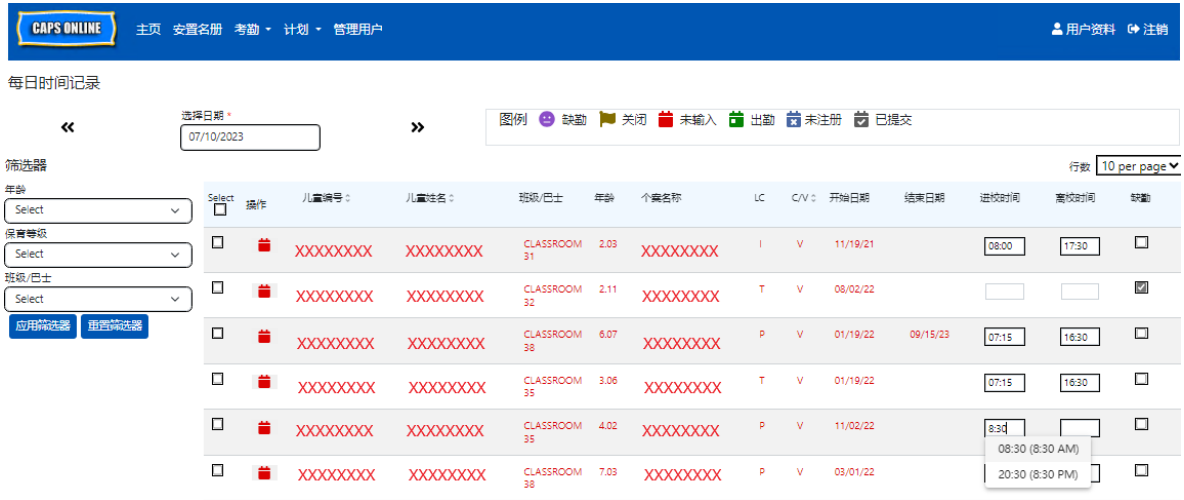 CAPS ONLINE 主页 安置名册 考勤 计划 管理用户 用户资料 注销
每日时间记录
选择日期 *
07/10/2023
图例 缺勤 关闭 未输入 出勤 未注册 已提交
筛选器
行数 10 per page
年龄
Select
保育等级
Select
班级/巴士
Select
应用筛选器 重置筛选器
Select 操作 儿童编号 儿童姓名 班级/巴士 年龄 个案名称 LC C/V 开始日期 结束日期 进校时间 离校时间 缺勤
XXXXXXXX XXXXXXXX CLASSROOM 2.03 XXXXXXXX I V 11/19/21 08:00 17:30
31
XXXXXXXX XXXXXXXX CLASSROOM 2.11 XXXXXXXX T V 08/02/22
32
XXXXXXXX XXXXXXXX CLASSROOM 6.07 XXXXXXXX P V 01/19/22 09/15/23 07:15 16:30
38
XXXXXXXX XXXXXXXX CLASSROOM 3.06 XXXXXXXX T V 01/19/22 07:15 16:30
35
XXXXXXXX XXXXXXXX CLASSROOM 4.02 XXXXXXXX P V 11/02/22 8:30
35
08:30 (8:30 AM)
XXXXXXXX XXXXXXXX CLASSROOM 7.03 XXXXXXXX P V 03/01/22
38
20:30 (8:30 PM)